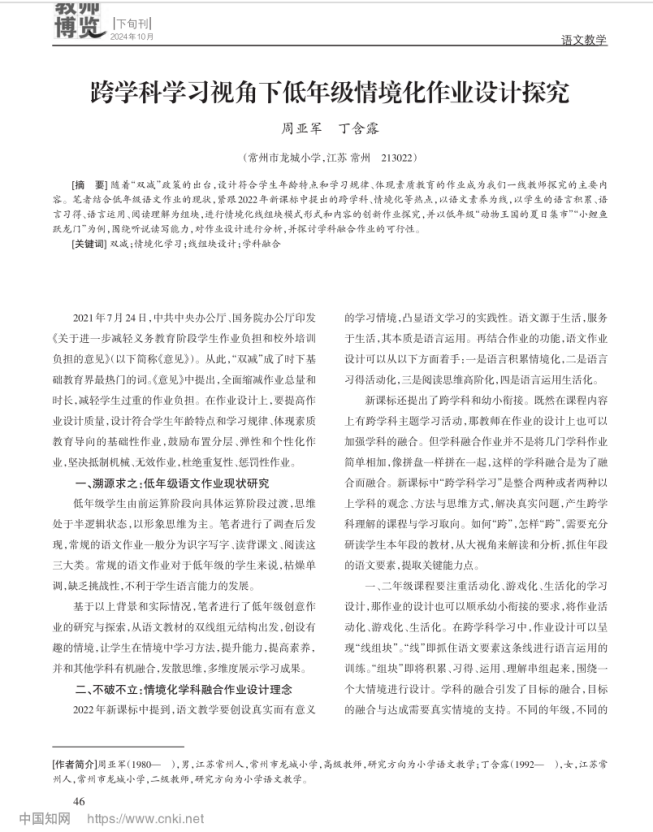 教师
博览
[下旬刊]
2024年10月
语文教学
跨学科学习视角下低年级情境化作业设计探究
周亚军 丁含露
(常州市龙城小学,江苏 常州 213022)
[摘 要] 随着“双减”政策的出台,设计符合学生年龄特点和学习规律、体现素质教育的作业成为我们一线教师探究的主要内
容。笔者结合低年级语文作业的现状,紧跟2022年新课标中提出的跨学科、情境化等热点,以语文素养为线,以学生的语言积累、语
言习得、语言运用、阅读理解为组块,进行情境化线组块模式形式和内容的创新作业探究,并以低年级“动物王国的夏日集市”“小鲤鱼
跃龙门”为例,围绕听说读写能力,对作业设计进行分析,并探讨学科融合作业的可行性。
[关键词] 双减;情境化学习;线组块设计;学科融合
2021年7月24日,中共中央办公厅、国务院办公厅印发
《关于进一步减轻义务教育阶段学生作业负担和校外培训
负担的意见》(以下简称《意见》)。从此,“双减”成了时下基
础教育界最热门的词。《意见》中提出,全面缩减作业总量和
时长,减轻学生过重的作业负担。在作业设计上,要提高作
业设计质量,设计符合学生年龄特点和学习规律、体现素质
教育导向的基础性作业,鼓励布置分层、弹性和个性化作
业,坚决抵制机械、无效作业,杜绝重复性、惩罚性作业。
一、溯源求之:低年级语文作业现状研究
低年级学生由前运算阶段向具体运算阶段过渡,思维
处于半逻辑状态,以形象思维为主。笔者进行了调查后发
现,常规的语文作业一般分为识字写字、读背课文、阅读这
三大类。常规的语文作业对于低年级的学生来说,枯燥单
调,缺乏挑战性,不利于学生语言能力的发展。
基于以上背景和实际情况,笔者进行了低年级创意作
业的研究与探索,从语文教材的双线组元结构出发,创设有
趣的情境,让学生在情境中学习方法,提升能力,提高素养,
并和其他学科有机融合,发散思维,多维度展示学习成果。
二、不破不立:情境化学科融合作业设计理念
2022年新课标中提到,语文教学要创设真实而有意义
的学习情境,凸显语文学习的实践性。语文源于生活,服务
于生活,其本质是语言运用。再结合作业的功能,语文作业
设计可以从以下方面着手:一是语言积累情境化,二是语言
习得活动化,三是阅读思维高阶化,四是语言运用生活化。
新课标还提出了跨学科和幼小衔接。既然在课程内容
上有跨学科主题学习活动,那教师在作业的设计上也可以
加强学科的融合。但学科融合作业并不是将几门学科作业
简单相加,像拼盘一样拼在一起,这样的学科融合是为了融
合而融合。新课标中“跨学科学习”是整合两种或者两种以
上学科的观念、方法与思维方式,解决真实问题,产生跨学
科理解的课程与学习取向。如何“跨”,怎样“跨”,需要充分
研读学生本年段的教材,从大视角来解读和分析,抓住年段
的语文要素,提取关键能力点。
一、二年级课程要注重活动化、游戏化、生活化的学习
设计,那作业的设计也可以顺承幼小衔接的要求,将作业活
动化、游戏化、生活化。在跨学科学习中,作业设计可以呈
现“线组块”。“线”即抓住语文要素这条线进行语言运用的
训练。“组块”即将积累、习得、运用、理解串组起来,围绕一
个大情境进行设计。学科的融合引发了目标的融合,目标
的融合与达成需要真实情境的支持。不同的年级,不同的
[作者简介]周亚军(1980— ),男,江苏常州人,常州市龙城小学,高级教师,研究方向为小学语文教学;丁含露(1992— ),女,江苏常
州人,常州市龙城小学,二级教师,研究方向为小学语文教学。
46
中国知网 https://www.cnki.net